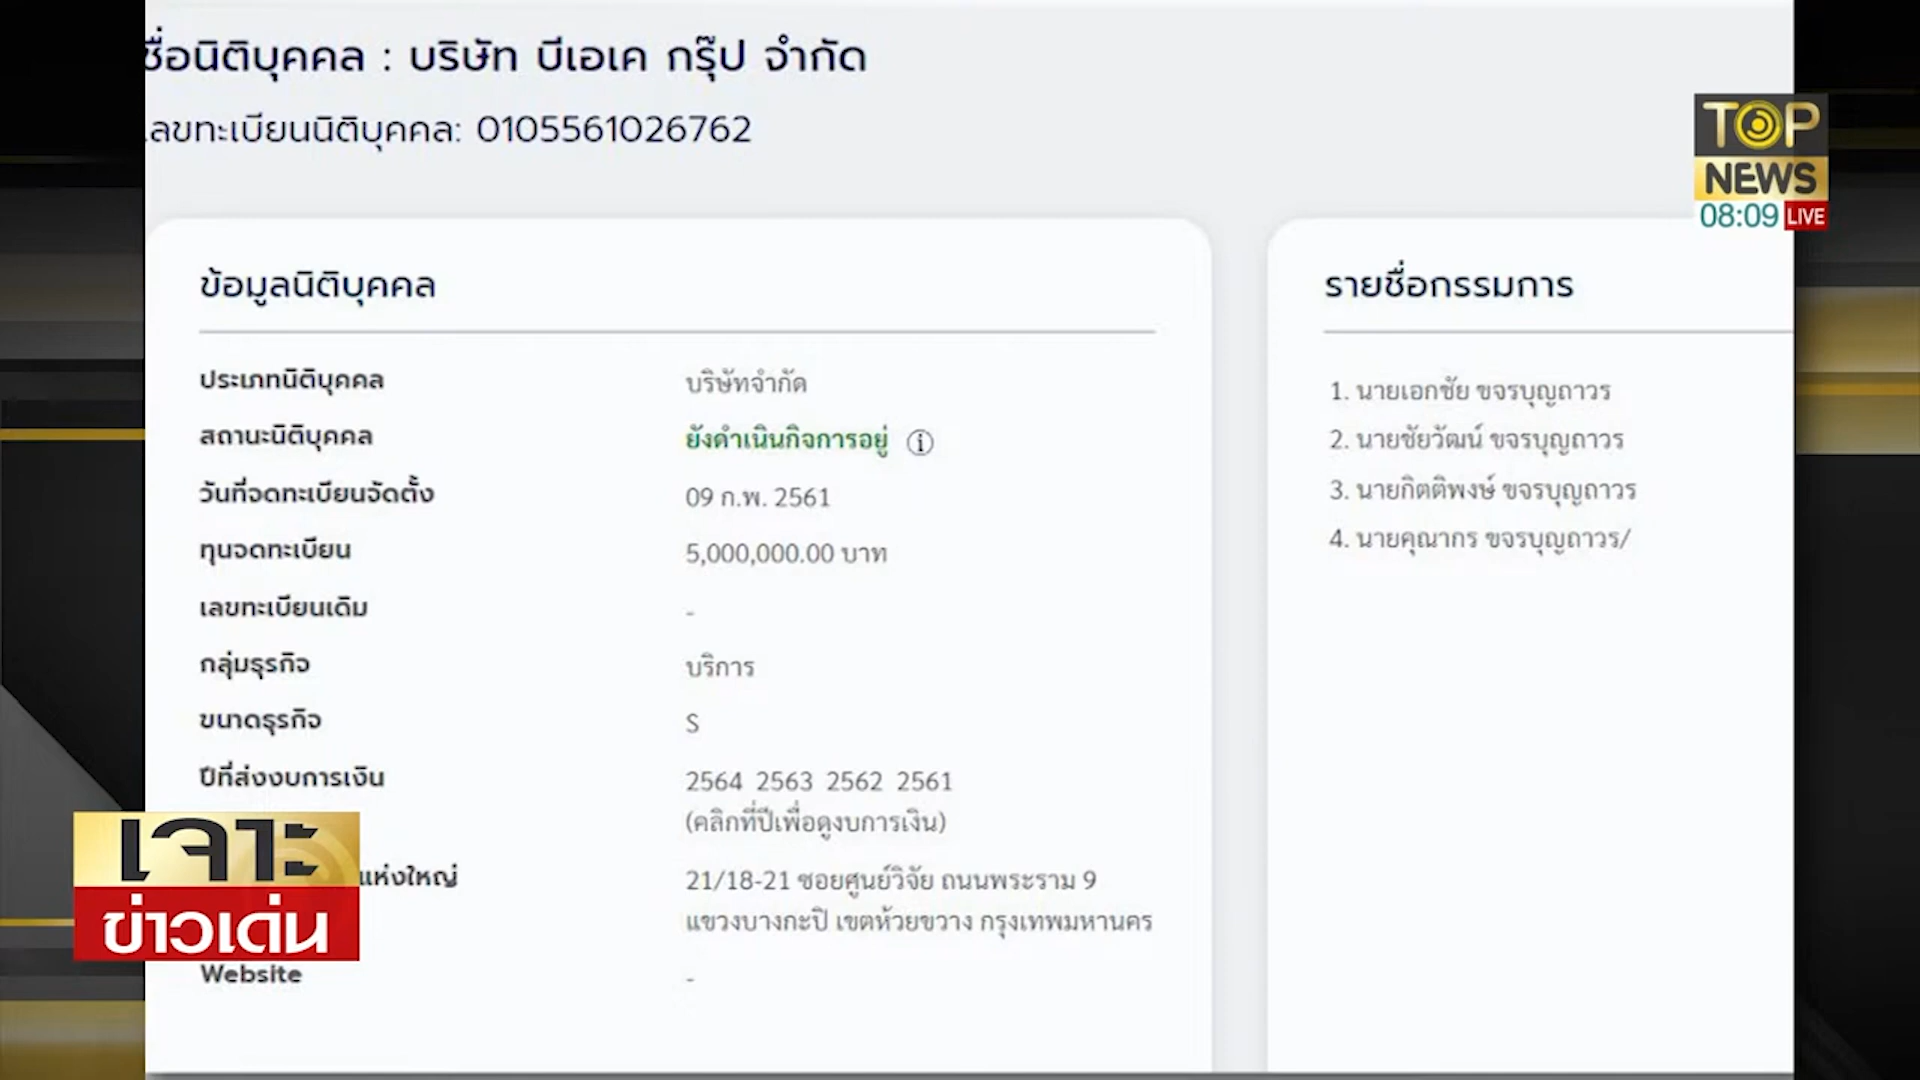 ชื่อนิติบุคคล : บริษัท บีเอเค กรุ๊ป จำกัด
เลขทะเบียนนิติบุคคล: 0105561026762
TOP
NEWS
08:09 LIVE
ข้อมูลนิติบุคคล
ประเภทนิติบุคคล บริษัทจำกัด
สถานะนิติบุคคล ยังดำเนินกิจการอยู่
วันที่จดทะเบียนจัดตั้ง 09 ก.พ. 2561
ทุนจดทะเบียน 5,000,000.00 บาท
เลขทะเบียนเดิม -
กลุ่มธุรกิจ บริการ
ขนาดธุรกิจ S
ปีที่ส่งงบการเงิน 2564 2563 2562 2561
(คลิกที่ปีเพื่อดูงบการเงิน)
แห่งใหญ่ 21/18-21 ซอยศูนย์วิจัย ถนนพระราม 9
แขวงบางกะปิ เขตห้วยขวาง กรุงเทพมหานคร
Website -
รายชื่อกรรมการ
1. นายเอกชัย ขจรบุญถาวร
2. นายชัยวัฒน์ ขจรบุญถาวร
3. นายกิตติพงษ์ ขจรบุญถาวร
4. นายคุณากร ขจรบุญถาวร/
เจาะ
ข่าวเด่น